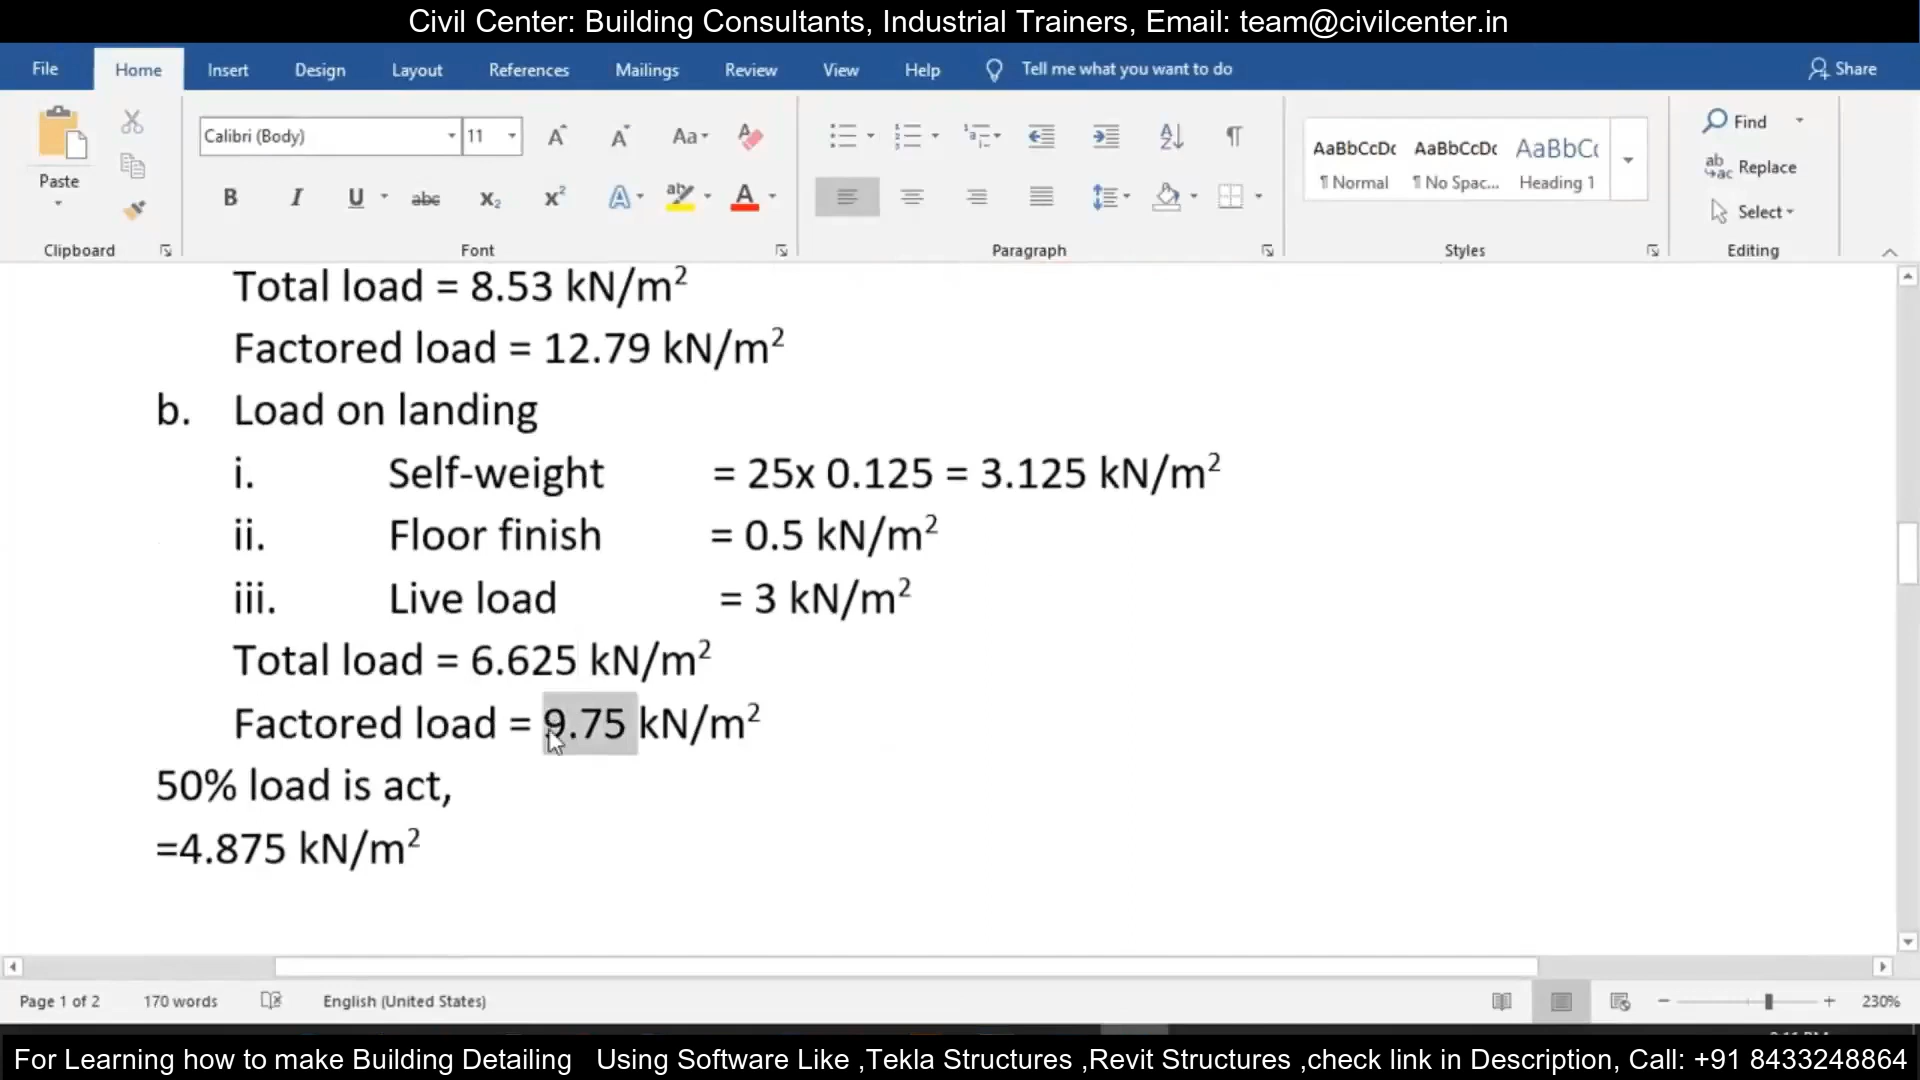 Civil Center: Building Consultants, Industrial Trainers, Email: team@civilcenter.in
File Home Insert Design Layout References Mailings Review View Help Tell me what you want to do Share
Paste
Clipboard
Calibri (Body) 11 Aa
B I U abc X₂ X² A ab A
Font
Paragraph
AaBbCcDc AaBbCcDc AaBbCc
¶ Normal ¶ No Spac... Heading 1
Styles
Find
Replace
Select
Editing
Total load = 8.53 kN/m²
Factored load = 12.79 kN/m²
b. Load on landing
i. Self-weight = 25x 0.125 = 3.125 kN/m²
ii. Floor finish = 0.5 kN/m²
iii. Live load = 3 kN/m²
Total load = 6.625 kN/m²
Factored load = 9.75 kN/m²
50% load is act,
=4.875 kN/m²
Page 1 of 2 170 words English (United States) 230%
For Learning how to make Building Detailing Using Software Like ,Tekla Structures ,Revit Structures ,check link in Description, Call: +91 8433248864